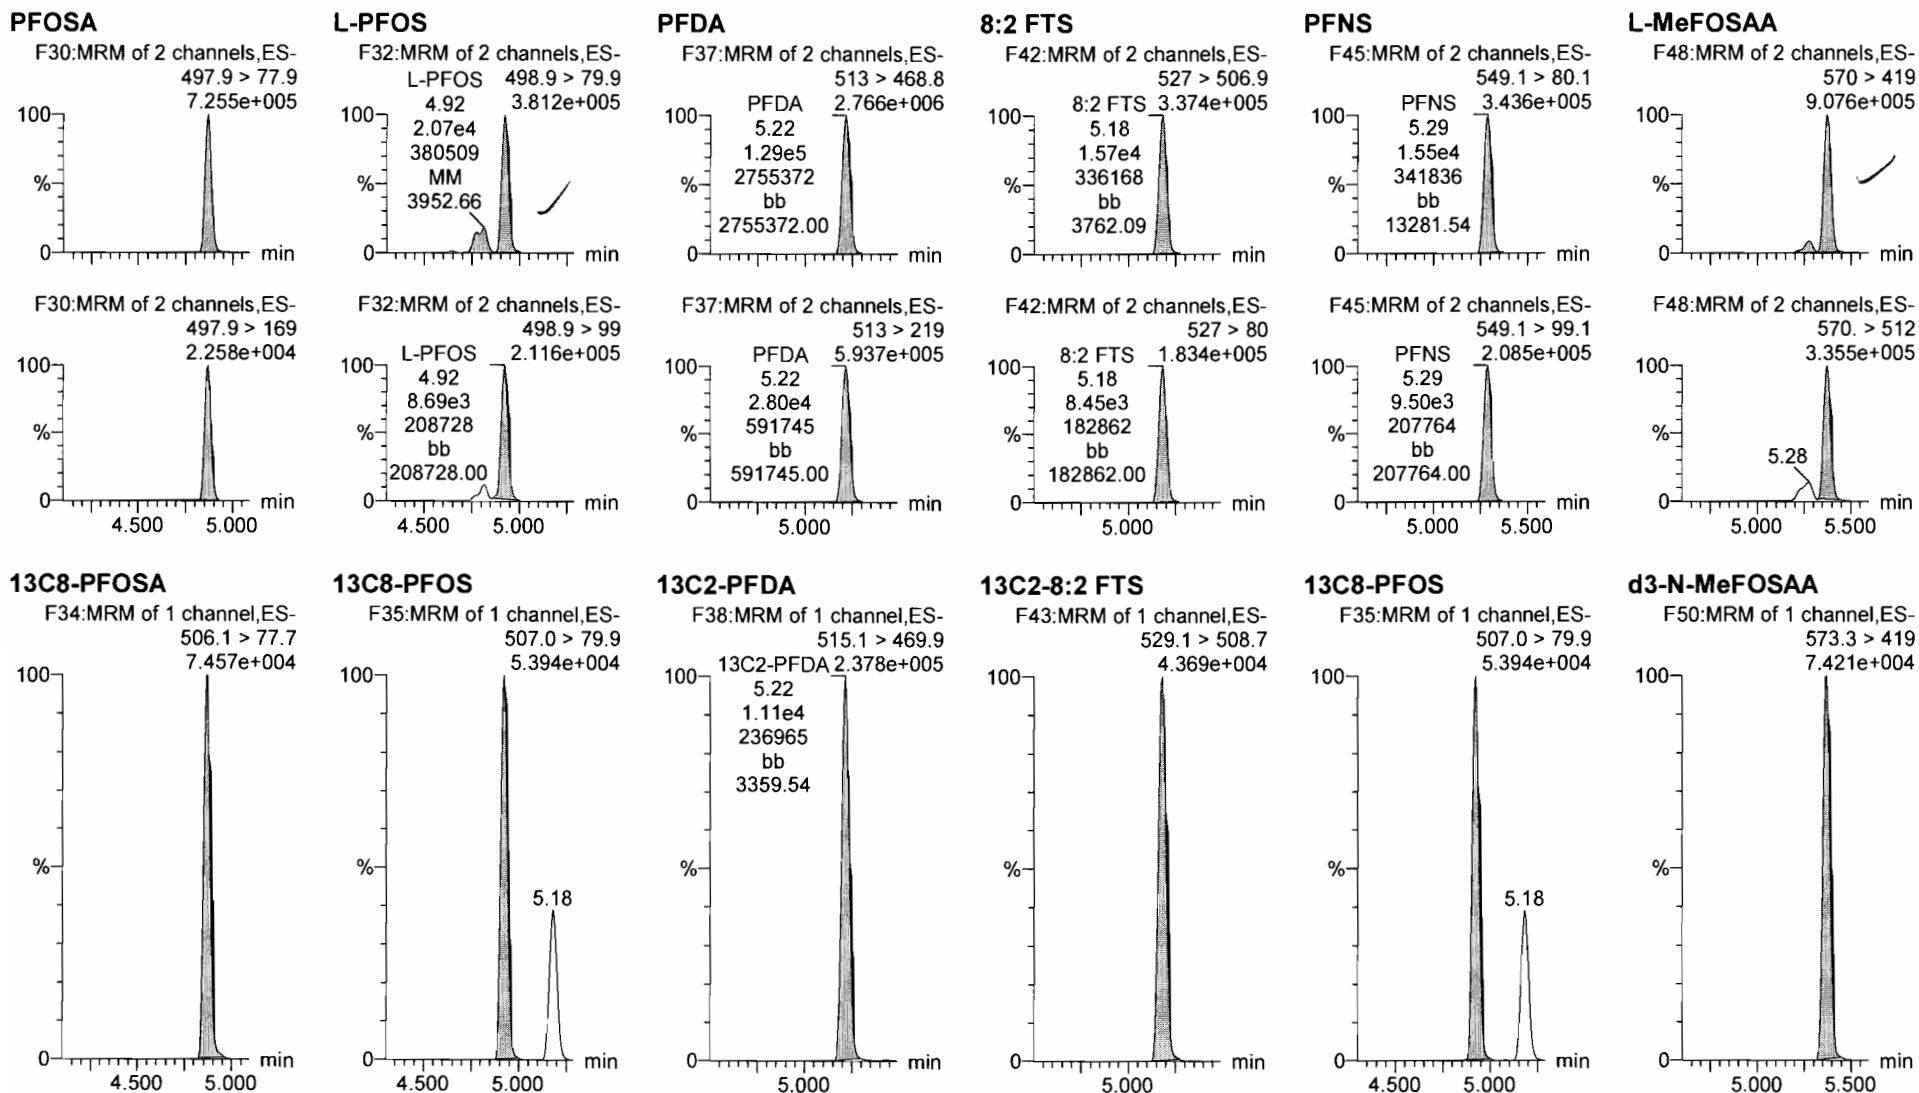 PFOSA
F30:MRM of 2 channels,ES-
497.9 > 77.9
7.255e+005
100
%
0
min
L-PFOS
F32:MRM of 2 channels,ES-
L-PFOS 498.9 > 79.9
4.92 3.812e+005
100
2.07e4
380509
MM
%
3952.66
0
min
PFDA
F37:MRM of 2 channels,ES-
513 > 468.8
PFDA 2.766e+006
100
5.22
1.29e5
2755372
%
bb
2755372.00
0
min
8:2 FTS
F42:MRM of 2 channels,ES-
527 > 506.9
8:2 FTS 3.374e+005
100
5.18
1.57e4
336168
%
bb
3762.09
0
min
PFNS
F45:MRM of 2 channels,ES-
549.1 > 80.1
PFNS 3.436e+005
100
5.29
1.55e4
341836
%
bb
13281.54
0
min
L-MeFOSAA
F48:MRM of 2 channels,ES-
570 > 419
9.076e+005
100
%
0
min
F30:MRM of 2 channels,ES-
497.9 > 169
2.258e+004
100
%
0
min
4.500 5.000
F32:MRM of 2 channels,ES-
498.9 > 99
L-PFOS 2.116e+005
100
4.92
8.69e3
208728
%
bb
208728.00
0
min
4.500 5.000
F37:MRM of 2 channels,ES-
513 > 219
PFDA 5.937e+005
100
5.22
2.80e4
591745
%
bb
591745.00
0
min
5.000
F42:MRM of 2 channels,ES-
527 > 80
8:2 FTS 1.834e+005
100
5.18
8.45e3
182862
%
bb
182862.00
0
min
5.000
F45:MRM of 2 channels,ES-
549.1 > 99.1
PFNS 2.085e+005
100
5.29
9.50e3
207764
%
bb
207764.00
0
min
5.000 5.500
F48:MRM of 2 channels,ES-
570. > 512
3.355e+005
100
%
5.28
0
min
5.000 5.500
13C8-PFOSA
F34:MRM of 1 channel,ES-
506.1 > 77.7
7.457e+004
100
%
0
min
4.500 5.000
13C8-PFOS
F35:MRM of 1 channel,ES-
507.0 > 79.9
5.394e+004
100
%
5.18
0
min
4.500 5.000
13C2-PFDA
F38:MRM of 1 channel,ES-
515.1 > 469.9
13C2-PFDA 2.378e+005
100
5.22
1.11e4
236965
bb
3359.54
%
0
min
5.000
13C2-8:2 FTS
F43:MRM of 1 channel,ES-
529.1 > 508.7
4.369e+004
100
%
0
min
5.000
13C8-PFOS
F35:MRM of 1 channel,ES-
507.0 > 79.9
5.394e+004
100
%
5.18
0
min
4.500 5.000
d3-N-MeFOSAA
F50:MRM of 1 channel,ES-
573.3 > 419
7.421e+004
100
%
0
min
5.000 5.500